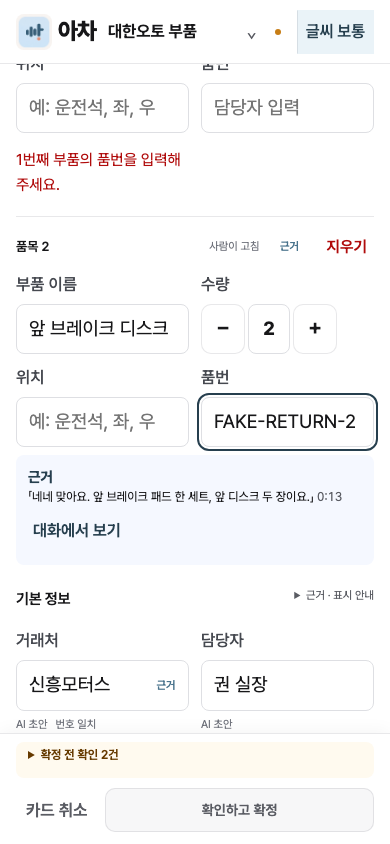 아차 대한오토 부품 글씨 보통
위치 품번
예: 운전석, 좌, 우 담당자 입력
1번째 부품의 품번을 입력해
주세요.
품목 2 사람이 고침 근거 지우기
부품 이름 수량
앞 브레이크 디스크 − 2 +
위치 품번
예: 운전석, 좌, 우 FAKE-RETURN-2
근거
「네네 맞아요. 앞 브레이크 패드 한 세트, 앞 디스크 두 장이요.」 0:13
대화에서 보기
기본 정보 ▶ 근거 · 표시 안내
거래처 담당자
신흥모터스 근거 권 실장
AI 초안 번호 일치 AI 초안
▶ 확정 전 확인 2건
카드 취소 확인하고 확정